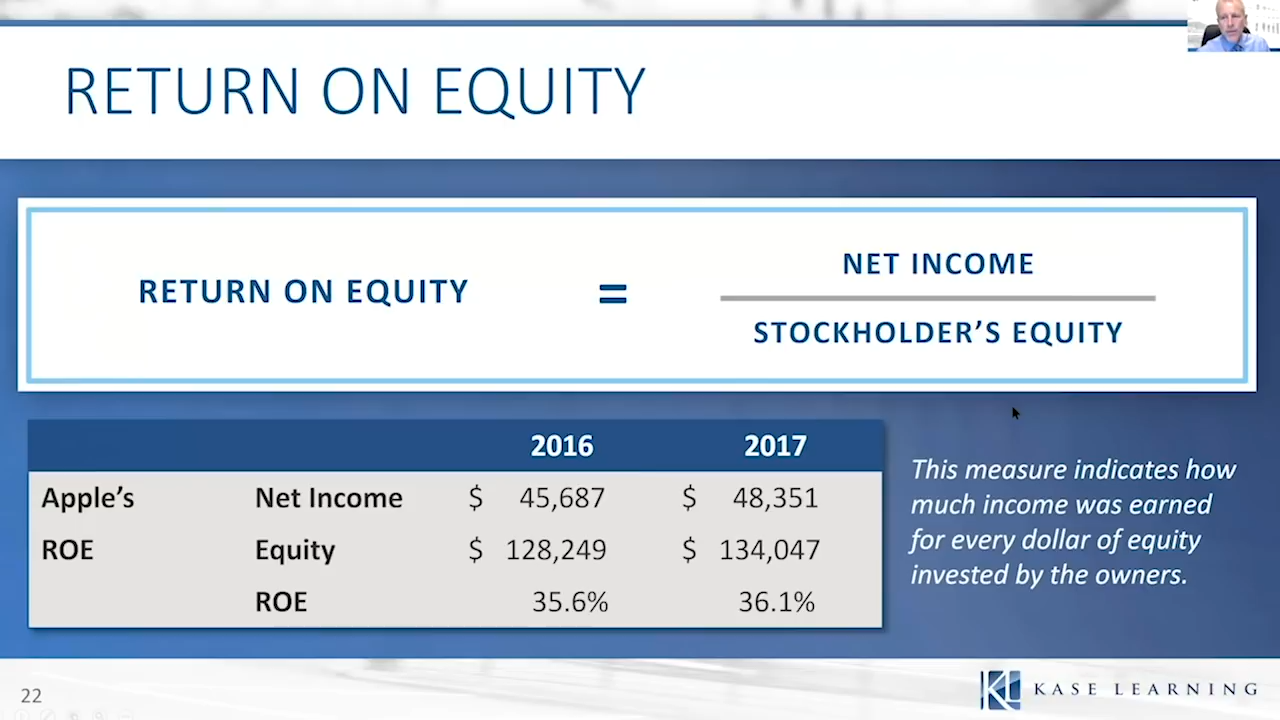 RETURN ON EQUITY
RETURN ON EQUITY = NET INCOME
STOCKHOLDER’S EQUITY
2016 2017
Apple’s Net Income $ 45,687 $ 48,351
ROE Equity $ 128,249 $ 134,047
ROE 35.6% 36.1%
This measure indicates how
much income was earned
for every dollar of equity
invested by the owners.
22
KL KASE LEARNING